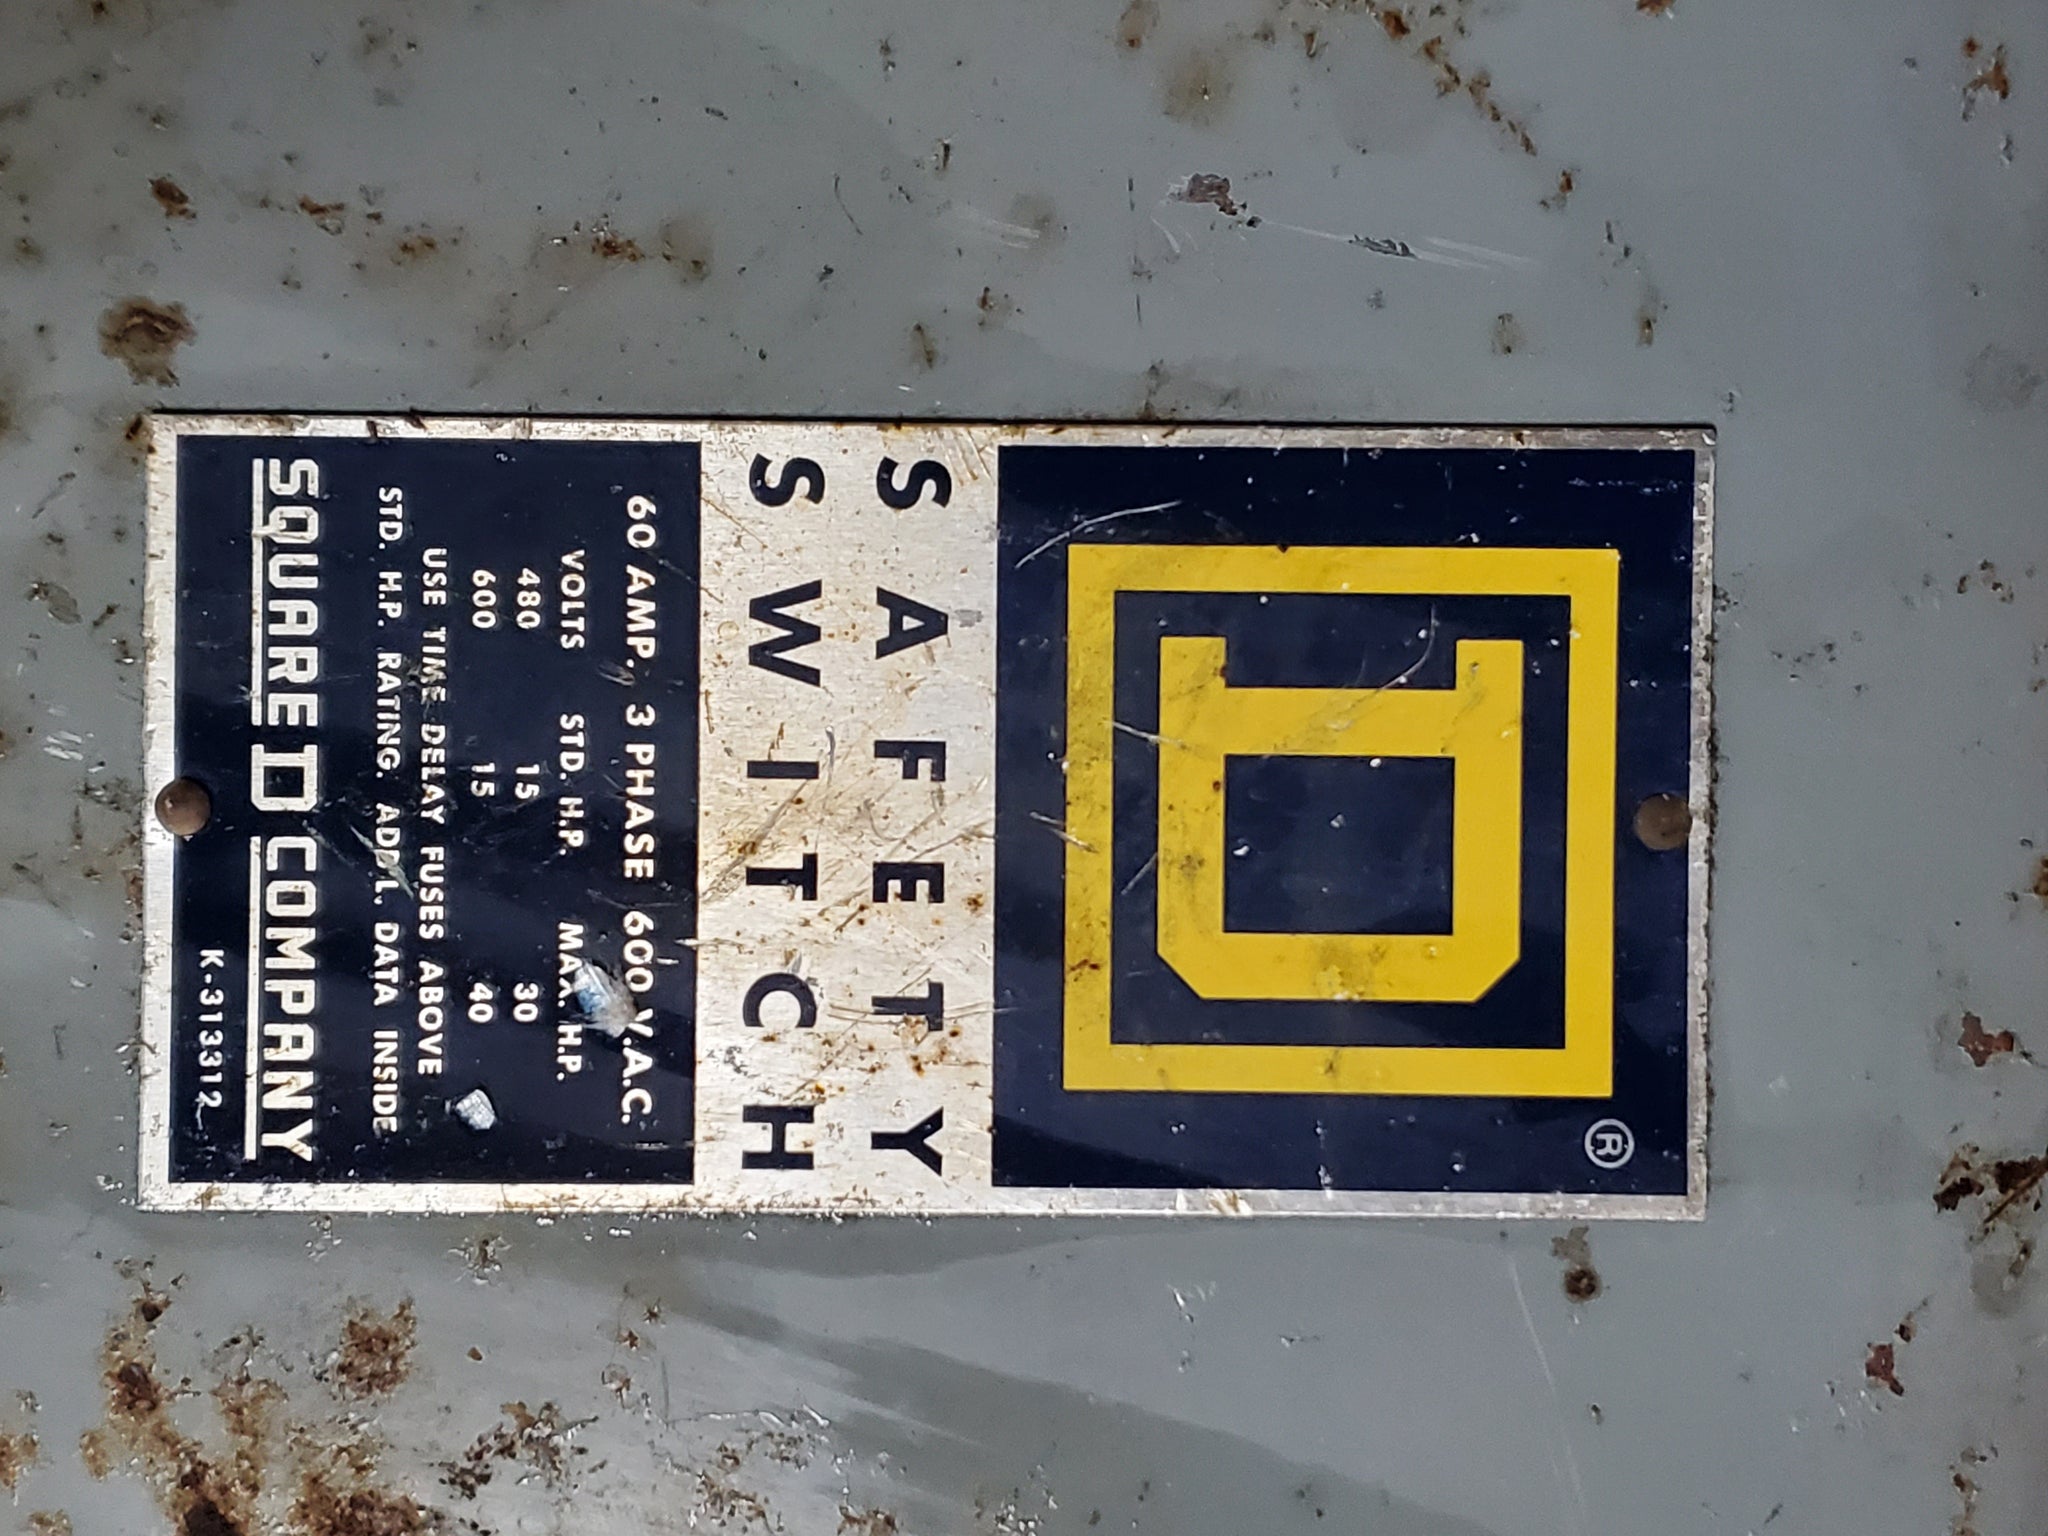 ®
D
SAFETY
SWITCH
60 AMP. 3 PHASE 600 V.A.C.
VOLTS STD. H.P. MAX. H.P.
480 15 30
600 15 40
USE TIME DELAY FUSES ABOVE
STD. H.P. RATING. ADD'L. DATA INSIDE
SQUARE D COMPANY
K-313312